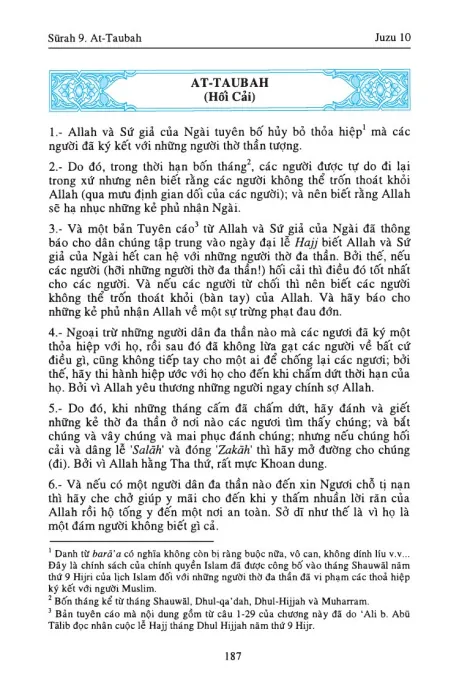 Sūrah 9. At-Taubah Juzu 10
AT-TAUBAH
(Hối Cải)
1.- Allah và Sứ giả của Ngài tuyên bố hủy bỏ thỏa hiệp¹ mà các
người đã ký kết với những người thờ thần tượng.
2.- Do đó, trong thời hạn bốn tháng², các người được tự do đi lại
trong xứ nhưng nên biết rằng các người không thể trốn thoát khỏi
Allah (qua mưu định gian dối của các người); và nên biết rằng Allah
sẽ hạ nhục những kẻ phủ nhận Ngài.
3.- Và một bản Tuyên cáo³ từ Allah và Sứ giả của Ngài đã thông
báo cho dân chúng tập trung vào ngày đại lễ Hajj biết Allah và Sứ
giả của Ngài hết can hệ với những người thờ đa thần. Bởi thế, nếu
các người (hỡi những người thờ đa thần!) hối cải thì điều đó tốt nhất
cho các người. Và nếu các người từ chối thì nên biết các người
không thể trốn thoát khỏi (bàn tay) của Allah. Và hãy báo cho
những kẻ phủ nhận Allah về một sự trừng phạt đau đớn.
4.- Ngoại trừ những người dân đa thần nào mà các ngươi đã ký một
thỏa hiệp với họ, rồi sau đó đã không lừa gạt các ngươi về bất cứ
điều gì, cũng không tiếp tay cho một ai để chống lại các ngươi; bởi
thế, hãy thi hành hiệp ước với họ cho đến khi chấm dứt thời hạn của
họ. Bởi vì Allah yêu thương những người ngay chính sợ Allah.
5.- Do đó, khi những tháng cấm đã chấm dứt, hãy đánh và giết
những kẻ thờ đa thần ở nơi nào các ngươi tìm thấy chúng; và bắt
chúng và vây chúng và mai phục đánh chúng; nhưng nếu chúng hối
cải và dâng lễ 'Salāh' và đóng 'Zakāh' thì hãy mở đường cho chúng
(đi). Bởi vì Allah hằng Tha thứ, rất mực Khoan dung.
6.- Và nếu có một người dân đa thần nào đến xin Ngươi chỗ tị nạn
thì hãy che chở giúp y mãi cho đến khi y thấm nhuần lời răn của
Allah rồi hộ tống y đến một nơi an toàn. Sở dĩ như thế là vì họ là
một đám người không biết gì cả.
¹ Danh từ barā'a có nghĩa không còn bị ràng buộc nữa, vô can, không dính líu v.v...
Đây là chính sách của chính quyền Islam đã được công bố vào tháng Shauwāl năm
thứ 9 Hijri của lịch Islam đối với những người thờ đa thần đã vi phạm các thoả hiệp
ký kết với người Muslim.
² Bốn tháng kể từ tháng Shauwāl, Dhul-qa'dah, Dhul-Hijjah và Muharram.
³ Bản tuyên cáo mà nội dung gồm từ câu 1-29 của chương này đã do 'Ali b. Abū
Tālib đọc nhân cuộc lễ Hajj tháng Dhul Hijjah năm thứ 9 Hijr.
187